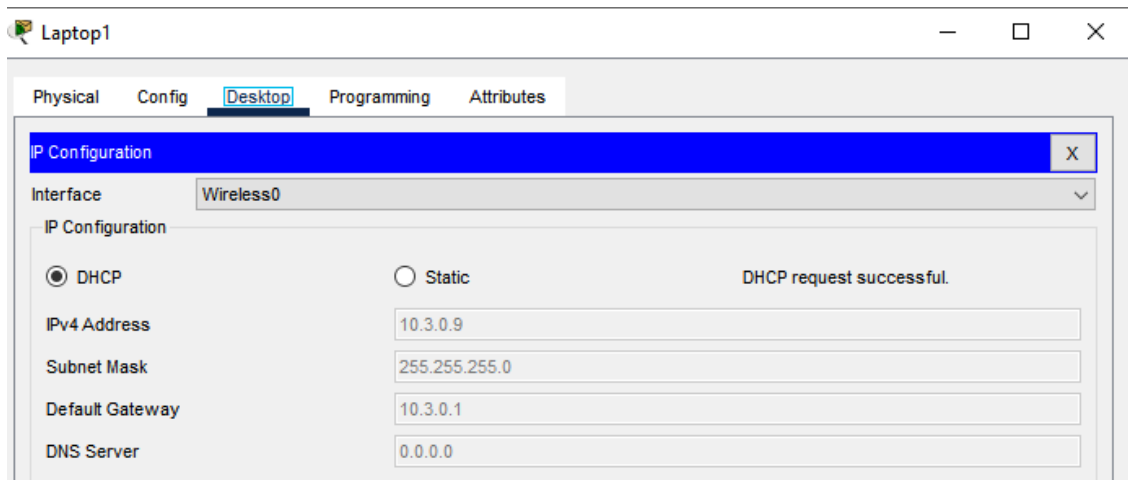 Laptop1
Physical Config Desktop Programming Attributes
IP Configuration X
Interface Wireless0
IP Configuration
DHCP Static DHCP request successful.
IPv4 Address 10.3.0.9
Subnet Mask 255.255.255.0
Default Gateway 10.3.0.1
DNS Server 0.0.0.0